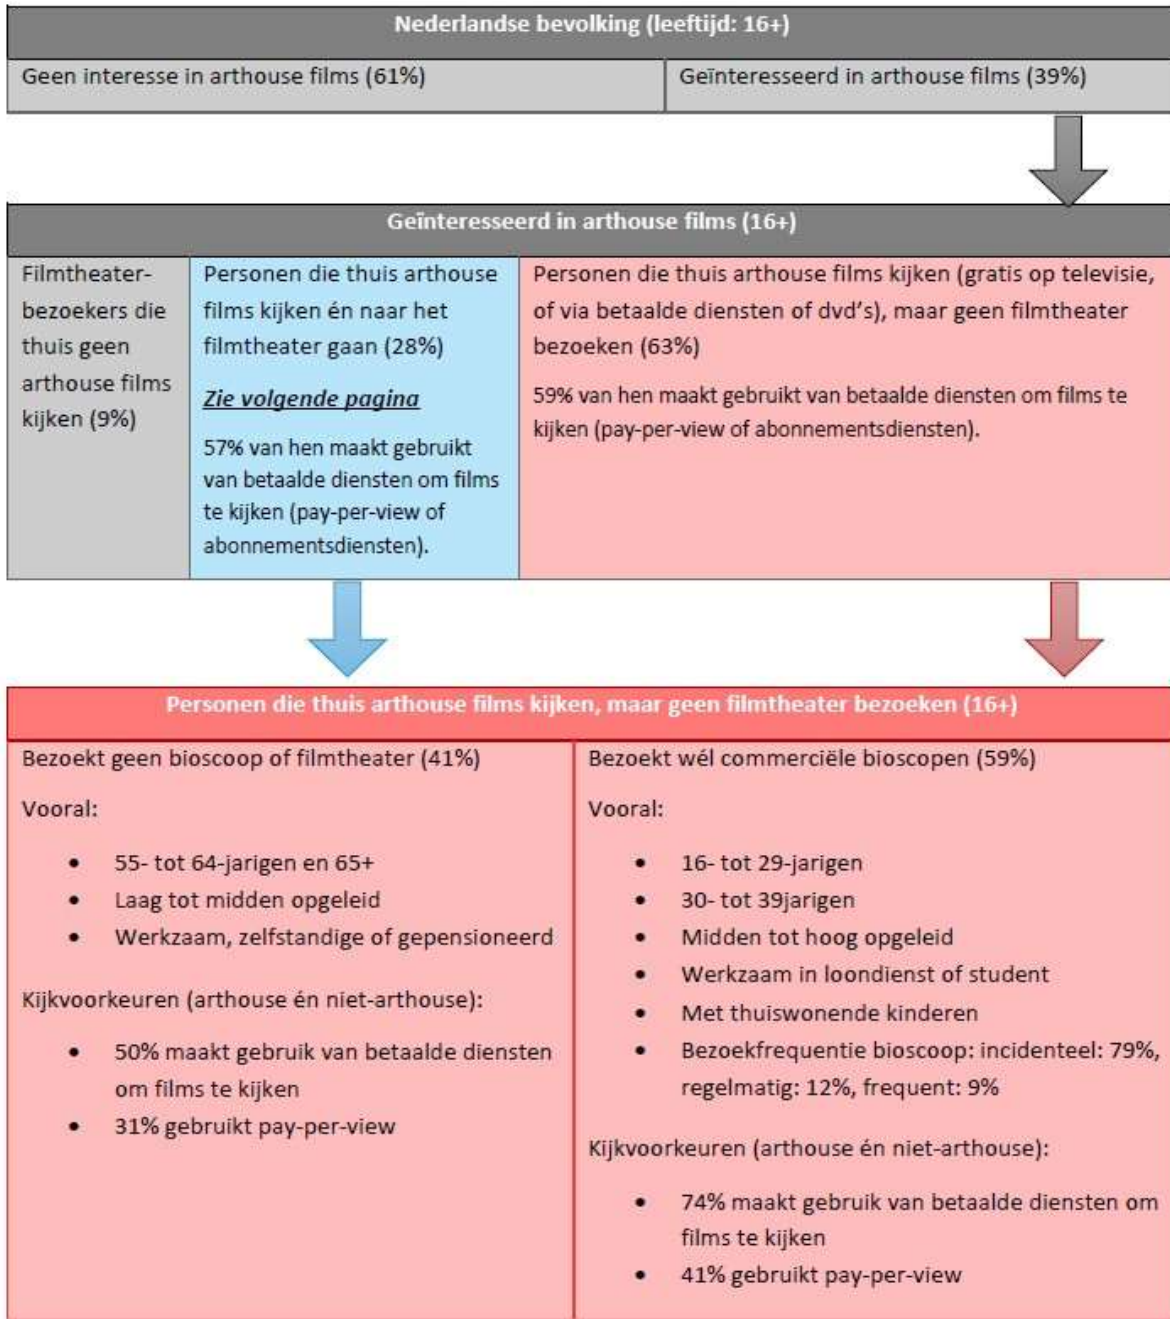 Nederlandse bevolking (leeftijd: 16+)
Geen interesse in arthouse films (61%)
Geïnteresseerd in arthouse films (39%)
Geïnteresseerd in arthouse films (16+)
Filmtheater-
bezoekers die
thuis geen
arthouse films
kijken (9%)
Personen die thuis arthouse
films kijken én naar het
filmtheater gaan (28%)
Zie volgende pagina
57% van hen maakt gebruikt
van betaalde diensten om films
te kijken (pay-per-view of
abonnementsdiensten).
Personen die thuis arthouse films kijken (gratis op televisie,
of via betaalde diensten of dvd's), maar geen filmtheater
bezoeken (63%)
59% van hen maakt gebruikt van betaalde diensten om films te
kijken (pay-per-view of abonnementsdiensten).
Personen die thuis arthouse films kijken, maar geen filmtheater bezoeken (16+)
Bezoekt geen bioscoop of filmtheater (41%)
Vooral:
• 55- tot 64-jarigen en 65+
• Laag tot midden opgeleid
• Werkzaam, zelfstandige of gepensioneerd
Kijkvoorkeuren (arthouse én niet-arthouse):
• 50% maakt gebruik van betaalde diensten
om films te kijken
• 31% gebruikt pay-per-view
Bezoekt wél commerciële bioscopen (59%)
Vooral:
• 16- tot 29-jarigen
• 30- tot 39jarigen
• Midden tot hoog opgeleid
• Werkzaam in loondienst of student
• Met thuiswonende kinderen
• Bezoekfrequentie bioscoop: incidenteel: 79%,
regelmatig: 12%, frequent: 9%
Kijkvoorkeuren (arthouse én niet-arthouse):
• 74% maakt gebruik van betaalde diensten om
films te kijken
• 41% gebruikt pay-per-view